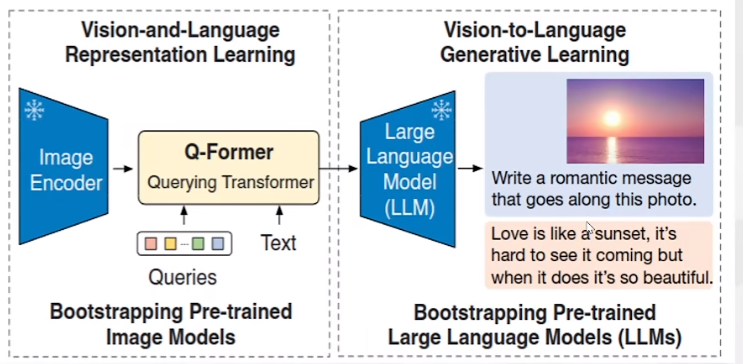 Vision-and-Language
Representation Learning
Image
Encoder
Q-Former
Querying Transformer
Queries
Text
Bootstrapping Pre-trained
Image Models
Vision-to-Language
Generative Learning
Large
Language
Model
(LLM)
Write a romantic message
that goes along this photo.
Love is like a sunset, it's
hard to see it coming but
when it does it's so beautiful.
Bootstrapping Pre-trained
Large Language Models (LLMs)